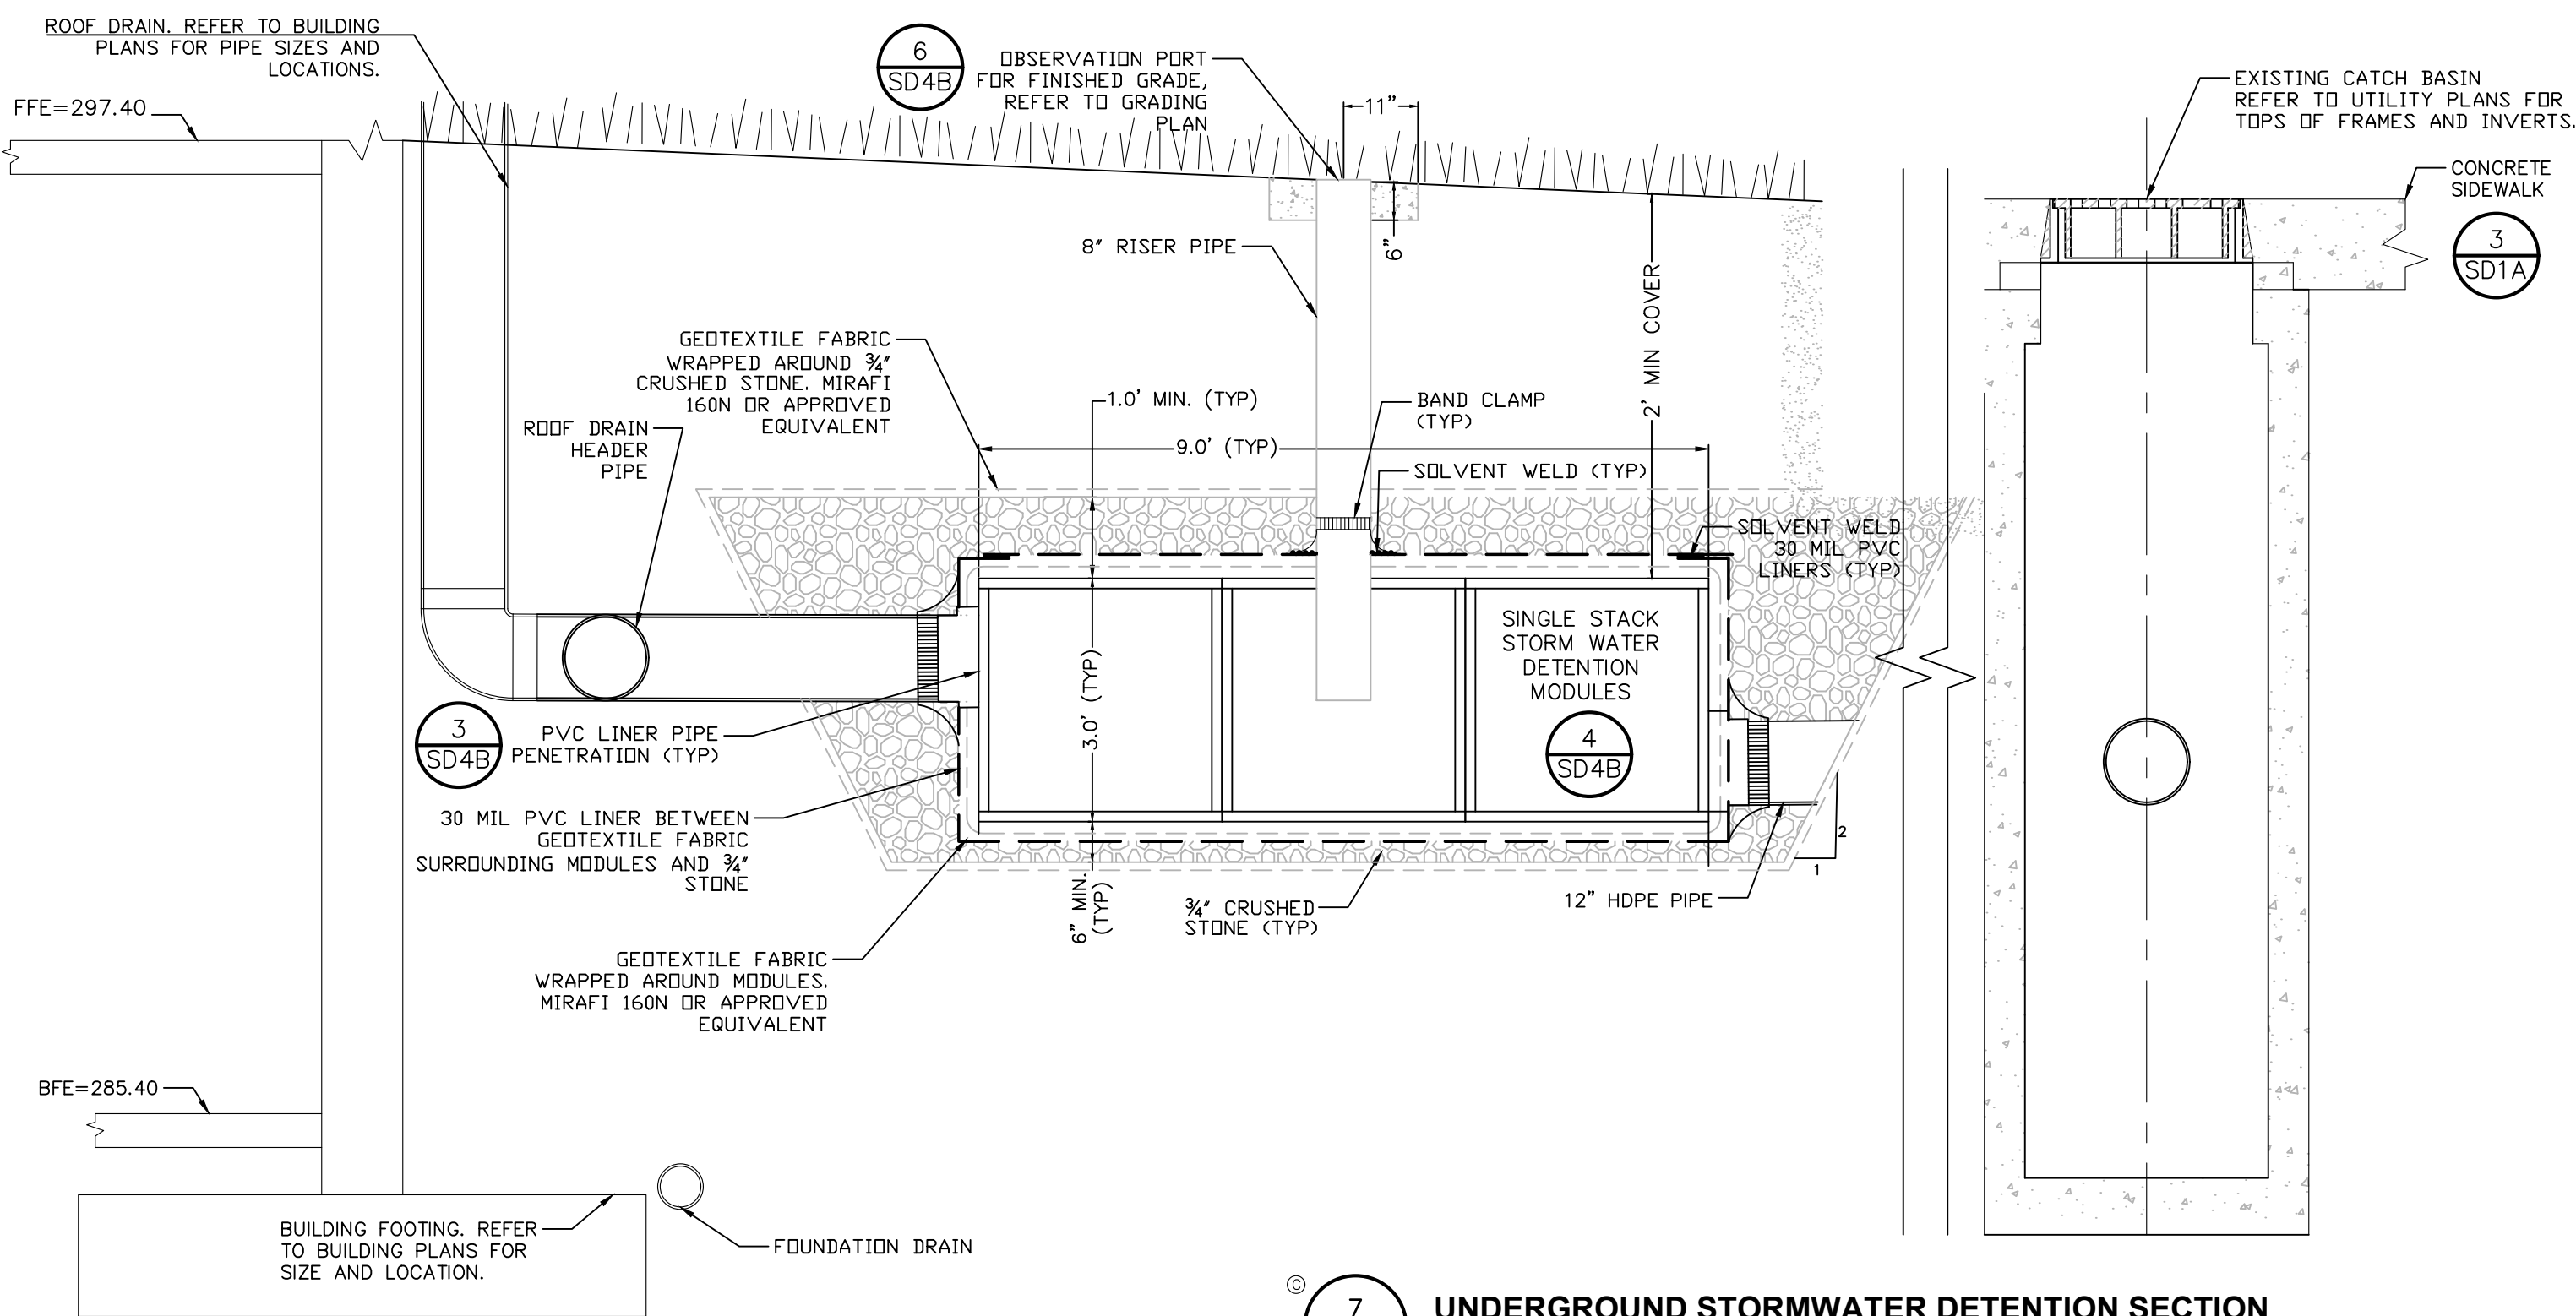 ROOF DRAIN. REFER TO BUILDING
PLANS FOR PIPE SIZES AND
LOCATIONS.
FFE=297.40
6
SD4B
OBSERVATION PORT
FOR FINISHED GRADE,
REFER TO GRADING
PLAN
11"
EXISTING CATCH BASIN
REFER TO UTILITY PLANS FOR
TOPS OF FRAMES AND INVERTS.
CONCRETE
SIDEWALK
3
SD1A
8" RISER PIPE
6"
2' MIN COVER
GEOTEXTILE FABRIC
WRAPPED AROUND ¾"
CRUSHED STONE. MIRAFI
160N OR APPROVED
EQUIVALENT
1.0' MIN. (TYP)
BAND CLAMP
(TYP)
ROOF DRAIN
HEADER
PIPE
9.0' (TYP)
SOLVENT WELD (TYP)
SOLVENT WELD
30 MIL PVC
LINERS (TYP)
SINGLE STACK
STORM WATER
DETENTION
MODULES
4
SD4B
3.0' (TYP)
3
SD4B
PVC LINER PIPE
PENETRATION (TYP)
30 MIL PVC LINER BETWEEN
GEOTEXTILE FABRIC
SURROUNDING MODULES AND ¾"
STONE
2
1
6" MIN.
(TYP)
¾" CRUSHED
STONE (TYP)
12" HDPE PIPE
GEOTEXTILE FABRIC
WRAPPED AROUND MODULES.
MIRAFI 160N OR APPROVED
EQUIVALENT
BFE=285.40
BUILDING FOOTING. REFER
TO BUILDING PLANS FOR
SIZE AND LOCATION.
FOUNDATION DRAIN
©
7
UNDERGROUND STORMWATER DETENTION SECTION